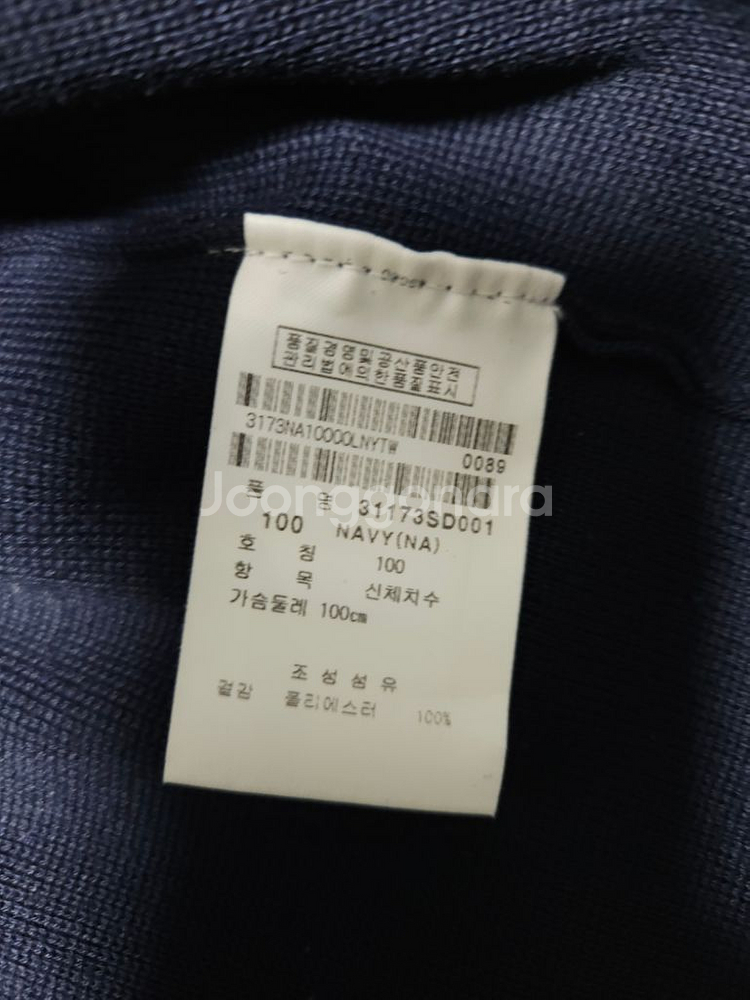 품질경영및공산품안전
관리법에의한품질표시
3173NA10000LNYTW
0089
Joonggonara
품 명 31173SD001
100 NAVY(NA)
호 칭 100
항 목 신체치수
가슴둘레 100㎝
조성섬유
겉감 폴리에스터 100%